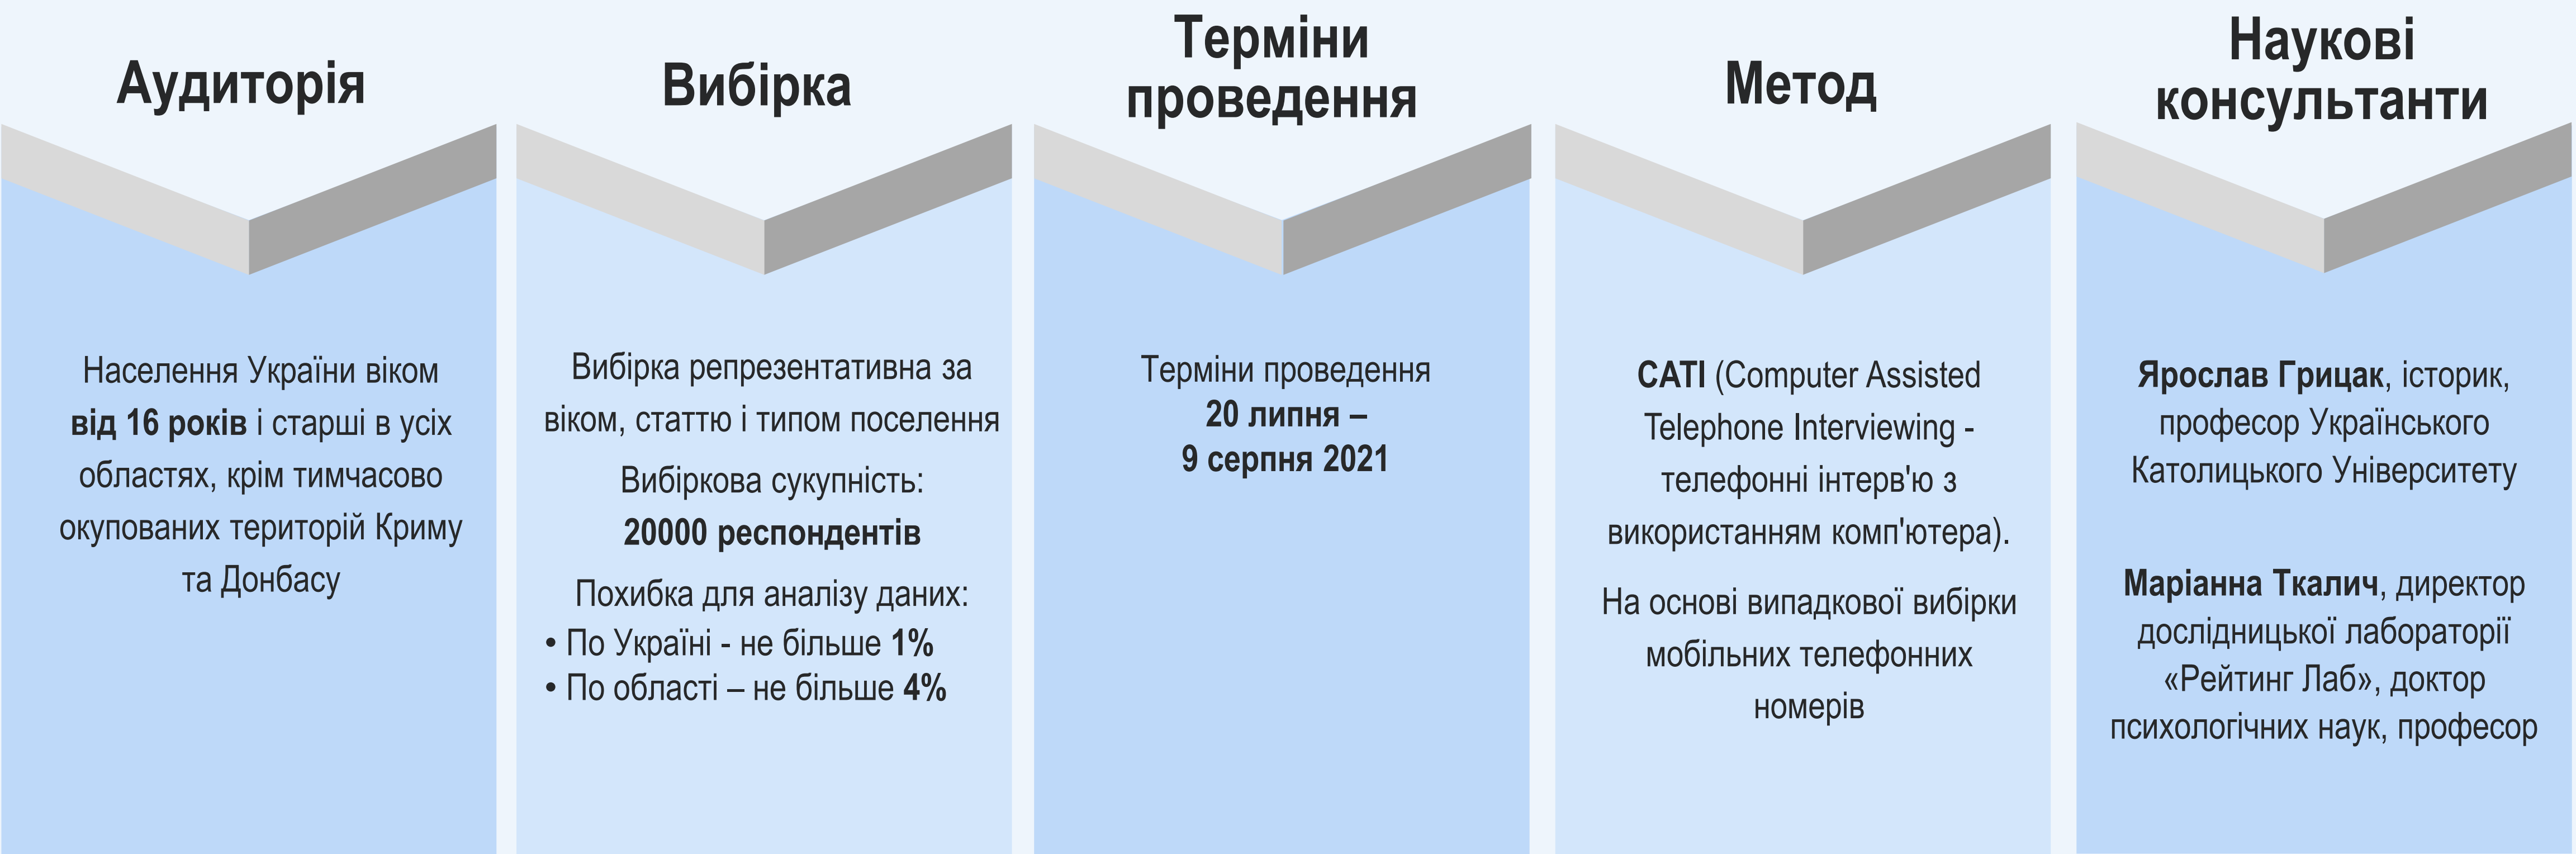 Аудиторія
Населення України віком
від 16 років і старші в усіх
областях, крім тимчасово
окупованих територій Криму
та Донбасу
Вибірка
Вибірка репрезентативна за
віком, статтю і типом поселення
Вибіркова сукупність:
20000 респондентів
Похибка для аналізу даних:
• По Україні - не більше 1%
• По області – не більше 4%
Терміни
проведення
Терміни проведення
20 липня –
9 серпня 2021
Метод
CATI (Computer Assisted
Telephone Interviewing -
телефонні інтерв'ю з
використанням комп'ютера).
На основі випадкової вибірки
мобільних телефонних
номерів
Наукові
консультанти
Ярослав Грицак, історик,
професор Українського
Католицького Університету
Маріанна Ткалич, директор
дослідницької лабораторії
«Рейтинг Лаб», доктор
психологічних наук, професор